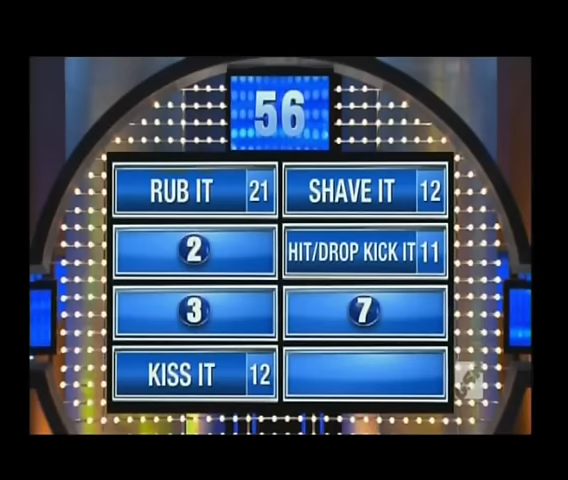 56
RUB IT 21
SHAVE IT 12
2
HIT/DROP KICK IT 11
3
7
KISS IT 12